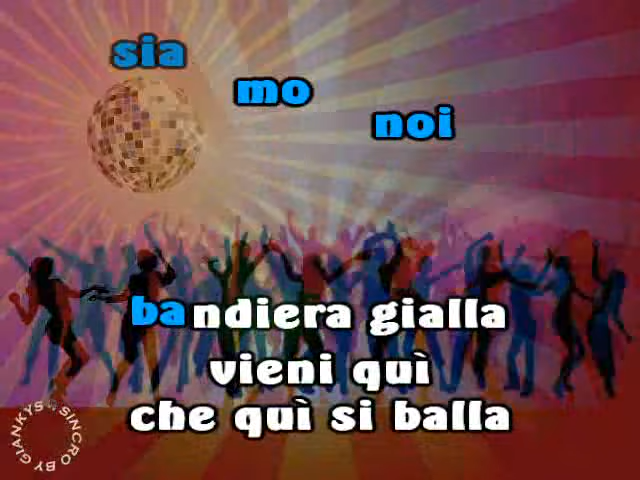 sia
mo
noi
bandiera gialla
vieni quì
che quì si balla
SINCRO BY GIANKYS